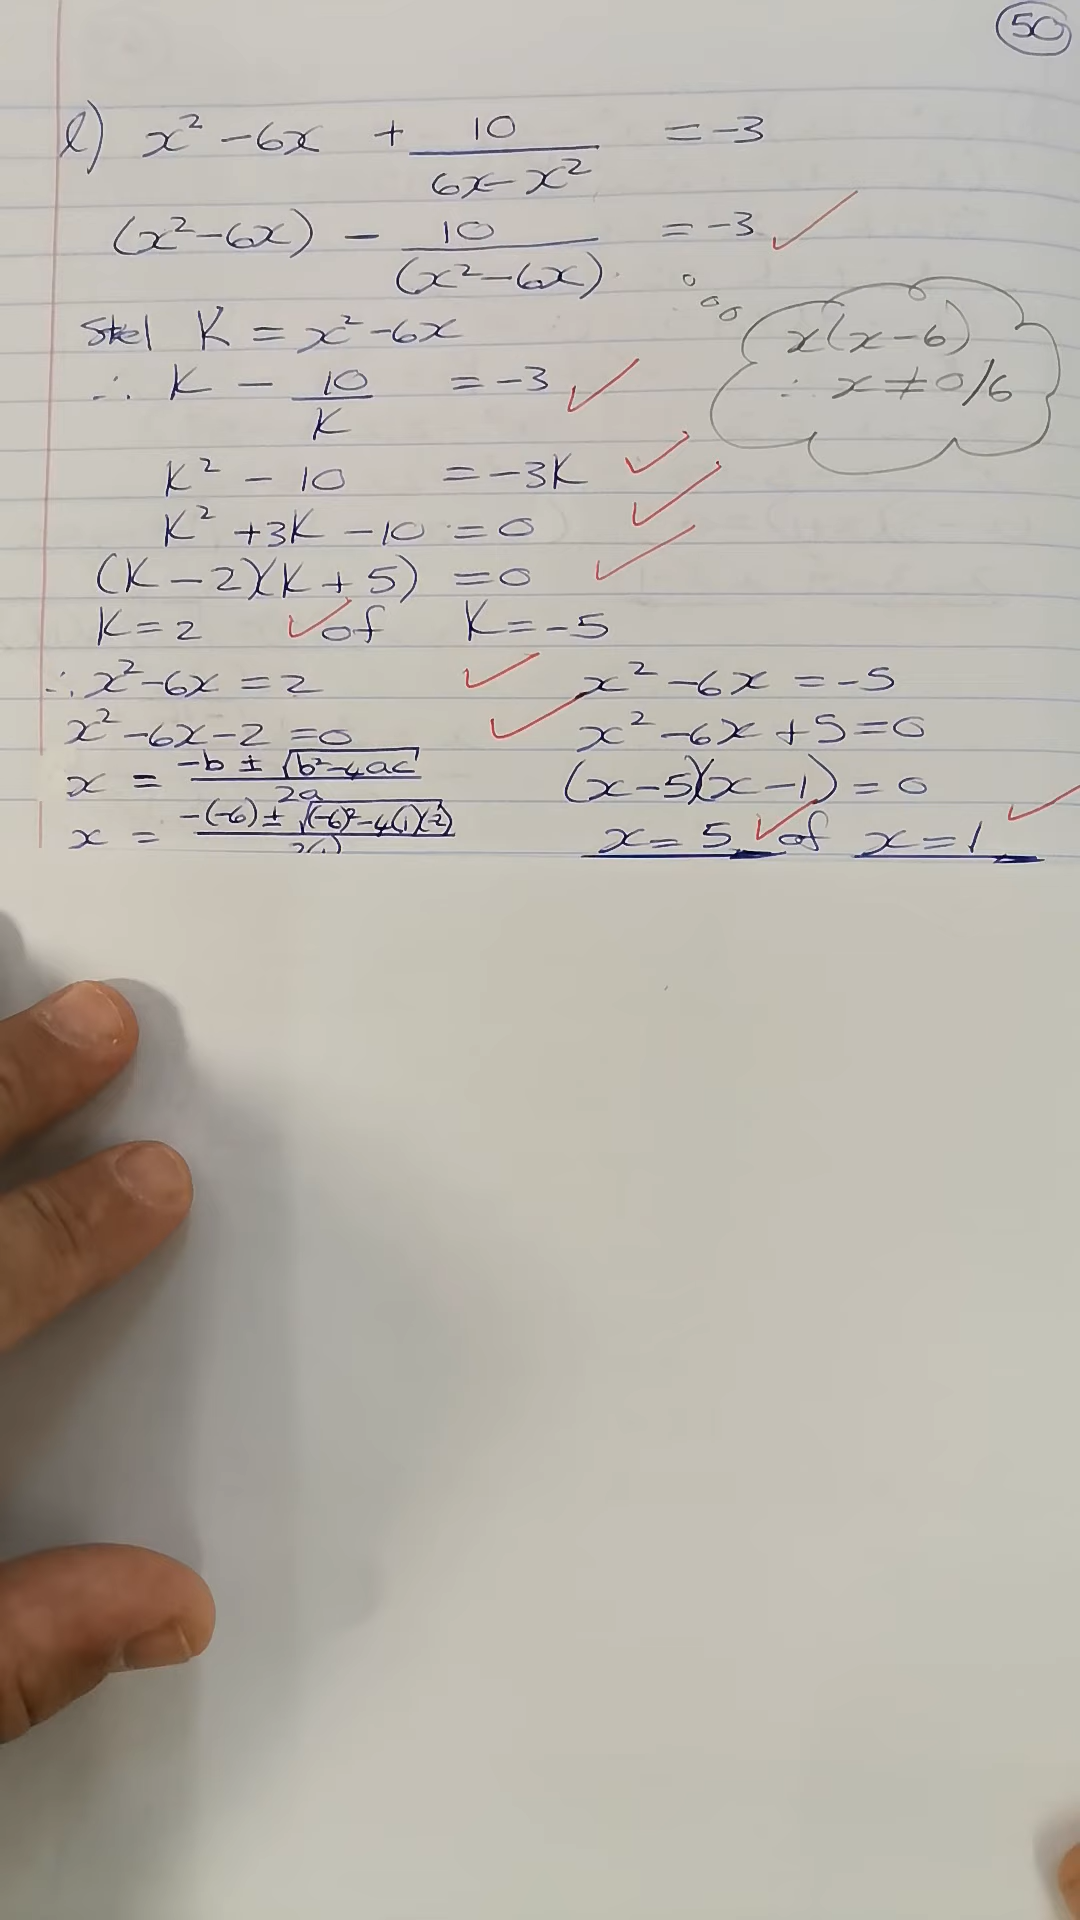 50
l) x² - 6x + 10/(6x - x²) = -3
(x² - 6x) - 10/(x² - 6x) = -3 ✓
Stel K = x² - 6x
x(x - 6)
∴ x ≠ 0/6
∴ K - 10/K = -3 ✓
K² - 10 = -3K ✓
K² + 3K - 10 = 0 ✓
(K - 2)(K + 5) = 0 ✓
K = 2 ✓ of K = -5
∴ x² - 6x = 2 ✓ x² - 6x = -5
x² - 6x - 2 = 0 ✓ x² - 6x + 5 = 0
x = (-b ± √(b² - 4ac))/2a (x - 5)(x - 1) = 0
x = (-(-6) ± √((-6)² - 4(1)(-2)))/2(1) x = 5 ✓ of x = 1 ✓